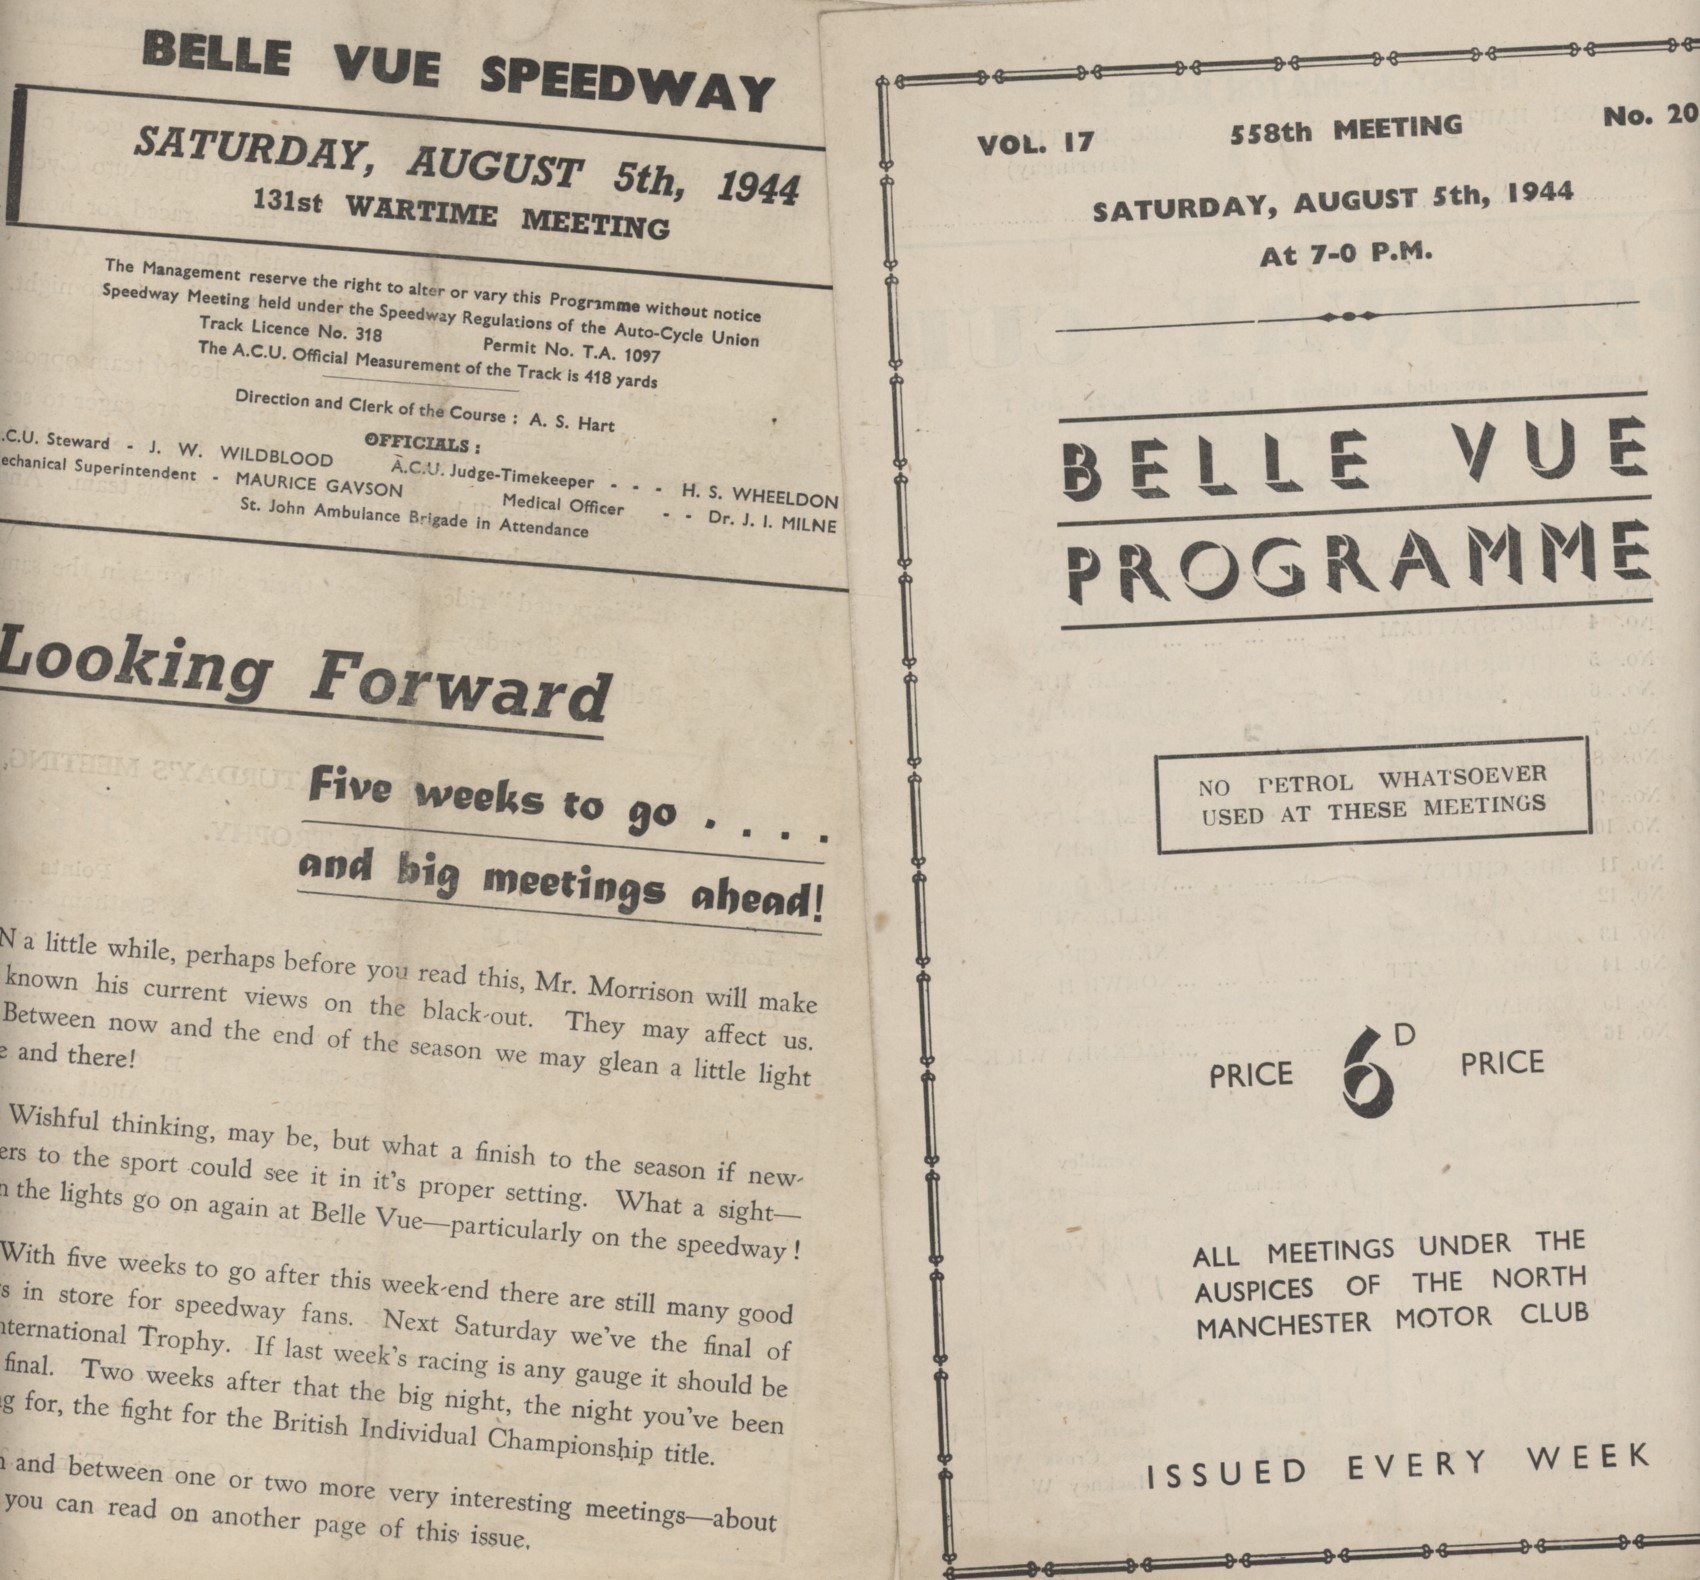 BELLE VUE SPEEDWAY
SATURDAY, AUGUST 5th, 1944
131st WARTIME MEETING
The Management reserve the right to alter or vary this Programme without notice
Speedway Meeting held under the Speedway Regulations of the Auto-Cycle Union
Track Licence No. 318 Permit No. T.A. 1097
The A.C.U. Official Measurement of the Track is 418 yards
Direction and Clerk of the Course : A. S. Hart
OFFICIALS :
.C.U. Steward - J. W. WILDBLOOD A.C.U. Judge-Timekeeper - - - H. S. WHEELDON
echanical Superintendent - MAURICE GAVSON Medical Officer - - Dr. J. I. MILNE
St. John Ambulance Brigade in Attendance
Looking Forward
Five weeks to go . . . .
and big meetings ahead!
N a little while, perhaps before you read this, Mr. Morrison will make
known his current views on the black-out. They may affect us.
Between now and the end of the season we may glean a little light
e and there!
Wishful thinking, may be, but what a finish to the season if new-
ers to the sport could see it in it's proper setting. What a sight—
n the lights go on again at Belle Vue—particularly on the speedway !
With five weeks to go after this week-end there are still many good
s in store for speedway fans. Next Saturday we've the final of
nternational Trophy. If last week's racing is any gauge it should be
final. Two weeks after that the big night, the night you've been
g for, the fight for the British Individual Championship title.
n and between one or two more very interesting meetings—about
you can read on another page of this issue.
VOL. 17 558th MEETING No. 20
SATURDAY, AUGUST 5th, 1944
At 7-0 P.M.
BELLE VUE
PROGRAMME
NO PETROL WHATSOEVER
USED AT THESE MEETINGS
PRICE 6D PRICE
ALL MEETINGS UNDER THE
AUSPICES OF THE NORTH
MANCHESTER MOTOR CLUB
ISSUED EVERY WEEK